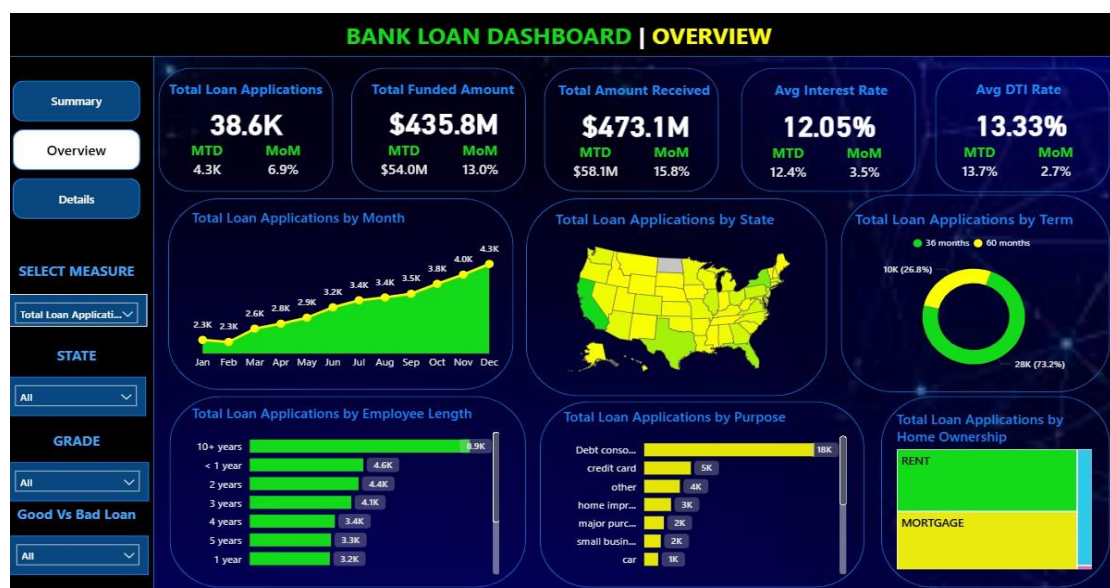 BANK LOAN DASHBOARD | OVERVIEW
Summary
Overview
Details
SELECT MEASURE
Total Loan Applicati...
STATE
All
GRADE
All
Good Vs Bad Loan
All
Total Loan Applications
38.6K
MTD MoM
4.3K 6.9%
Total Funded Amount
$435.8M
MTD MoM
$54.0M 13.0%
Total Amount Received
$473.1M
MTD MoM
$58.1M 15.8%
Avg Interest Rate
12.05%
MTD MoM
12.4% 3.5%
Avg DTI Rate
13.33%
MTD MoM
13.7% 2.7%
Total Loan Applications by Month
2.3K 2.3K 2.6K 2.8K 2.9K 3.2K 3.4K 3.4K 3.5K 3.8K 4.0K 4.3K
Jan Feb Mar Apr May Jun Jul Aug Sep Oct Nov Dec
Total Loan Applications by State
Total Loan Applications by Term
36 months 60 months
10K (26.8%)
28K (73.2%)
Total Loan Applications by Employee Length
10+ years 8.9K
< 1 year 4.6K
2 years 4.4K
3 years 4.1K
4 years 3.4K
5 years 3.3K
1 year 3.2K
Total Loan Applications by Purpose
Debt conso... 18K
credit card 5K
other 4K
home impr... 3K
major purc... 2K
small busin... 2K
car 1K
Total Loan Applications by
Home Ownership
RENT
MORTGAGE